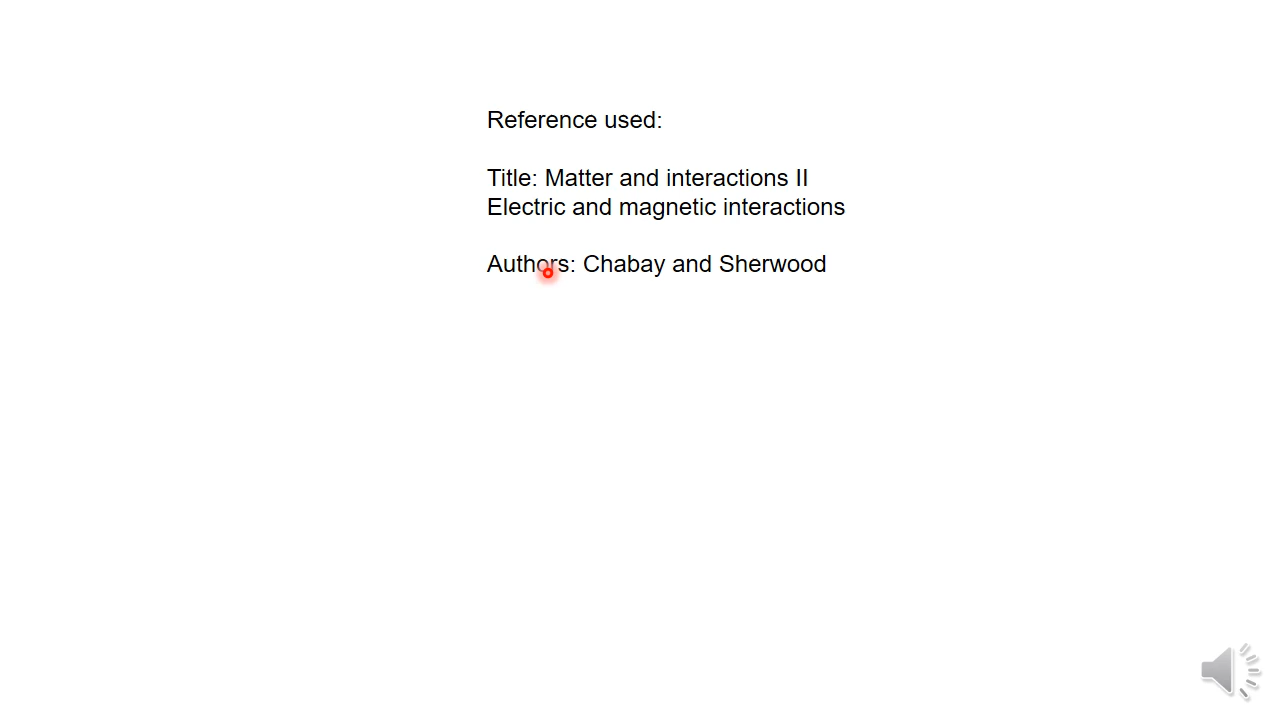 Reference used:
Title: Matter and interactions II
Electric and magnetic interactions
Authors: Chabay and Sherwood